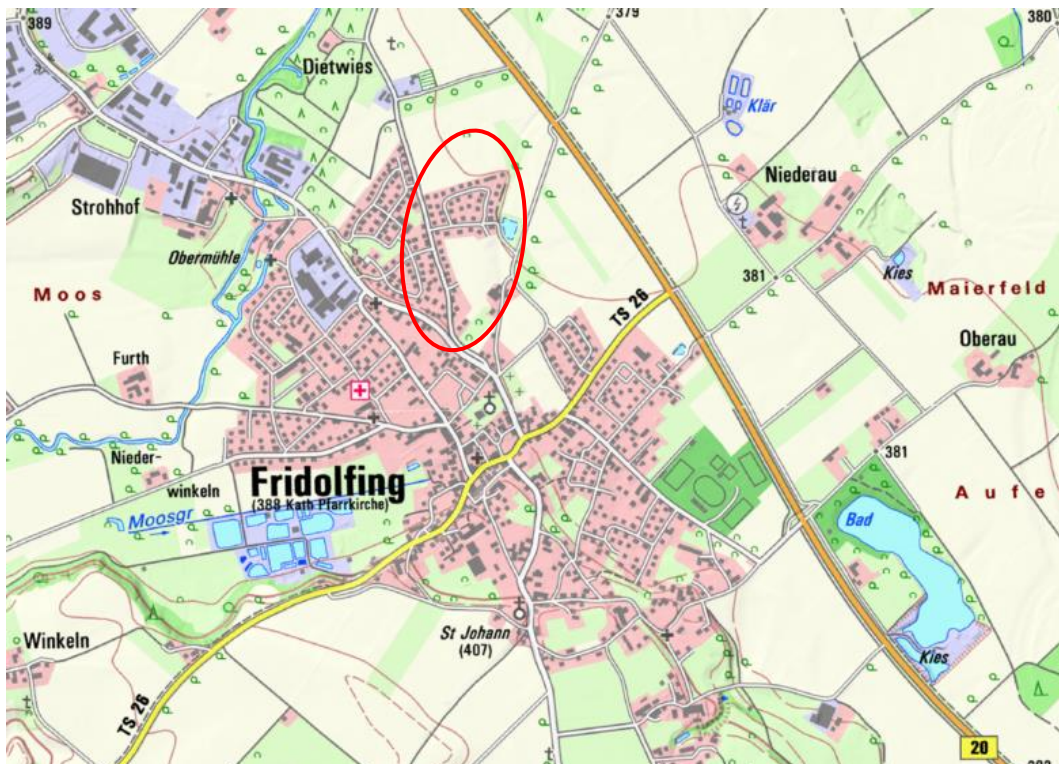 389
379
380
Dietwies
Klär
Niederau
Strohhof
Obermühle
Kies
381
Moos
Maierfeld
TS 26
Oberau
Furth
Nieder-
winkeln
381
Fridolfing
(388 Kath Pfarrkirche)
Aufe
Moosgr
Bad
St Johann
(407)
Winkeln
Kies
TS 26
20